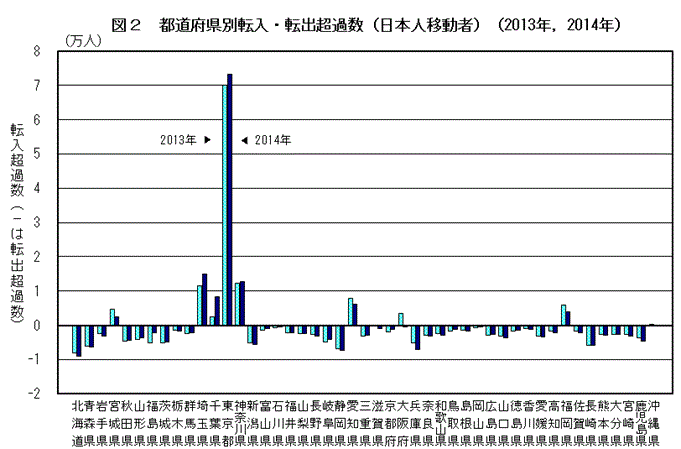 図2 都道府県別転入・転出超過数（日本人移動者）（2013年，2014年）
(万人)
8
7
6
5
4
3
2
1
0
-1
-2
転入超過数（－は転出超過数）
2013年
2014年
北海道
青森県
岩手県
宮城県
秋田県
山形県
福島県
茨城県
栃木県
群馬県
埼玉県
千葉県
東京都
神奈川県
新潟県
富山県
石川県
福井県
山梨県
長野県
岐阜県
静岡県
愛知県
三重県
滋賀県
京都府
大阪府
兵庫県
奈良県
和歌山県
鳥取県
島根県
岡山県
広島県
山口県
徳島県
香川県
愛媛県
高知県
福岡県
佐賀県
長崎県
熊本県
大分県
宮崎県
鹿児島県
沖縄県